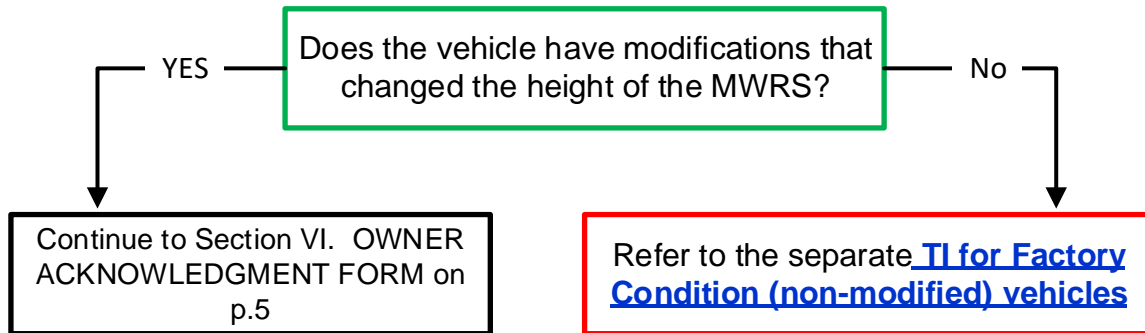 Does the vehicle have modifications that
changed the height of the MWRS?
YES
No
Continue to Section VI.  OWNER
ACKNOWLEDGMENT FORM on
p.5
Refer to the separate TI for Factory
Condition (non-modified) vehicles